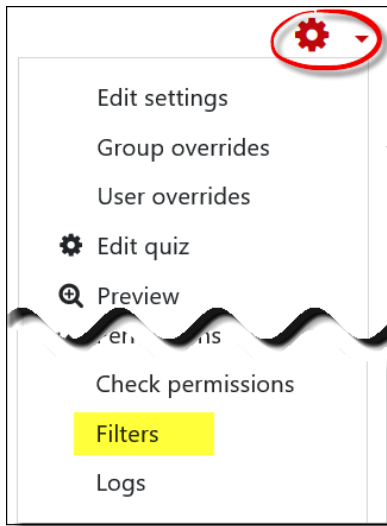 Edit settings
Group overrides
User overrides
Edit quiz
Preview
Check permissions
Filters
Logs